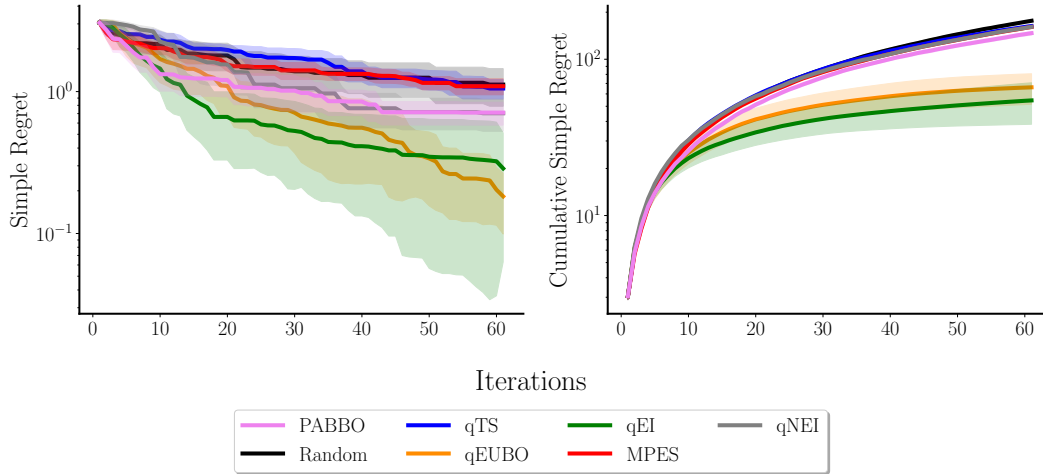 Simple Regret
10^0
10^{-1}
0 10 20 30 40 50 60
Cumulative Simple Regret
10^2
10^1
0 10 20 30 40 50 60
Iterations
PABBO qTS qEI qNEI
Random qEUBO MPES